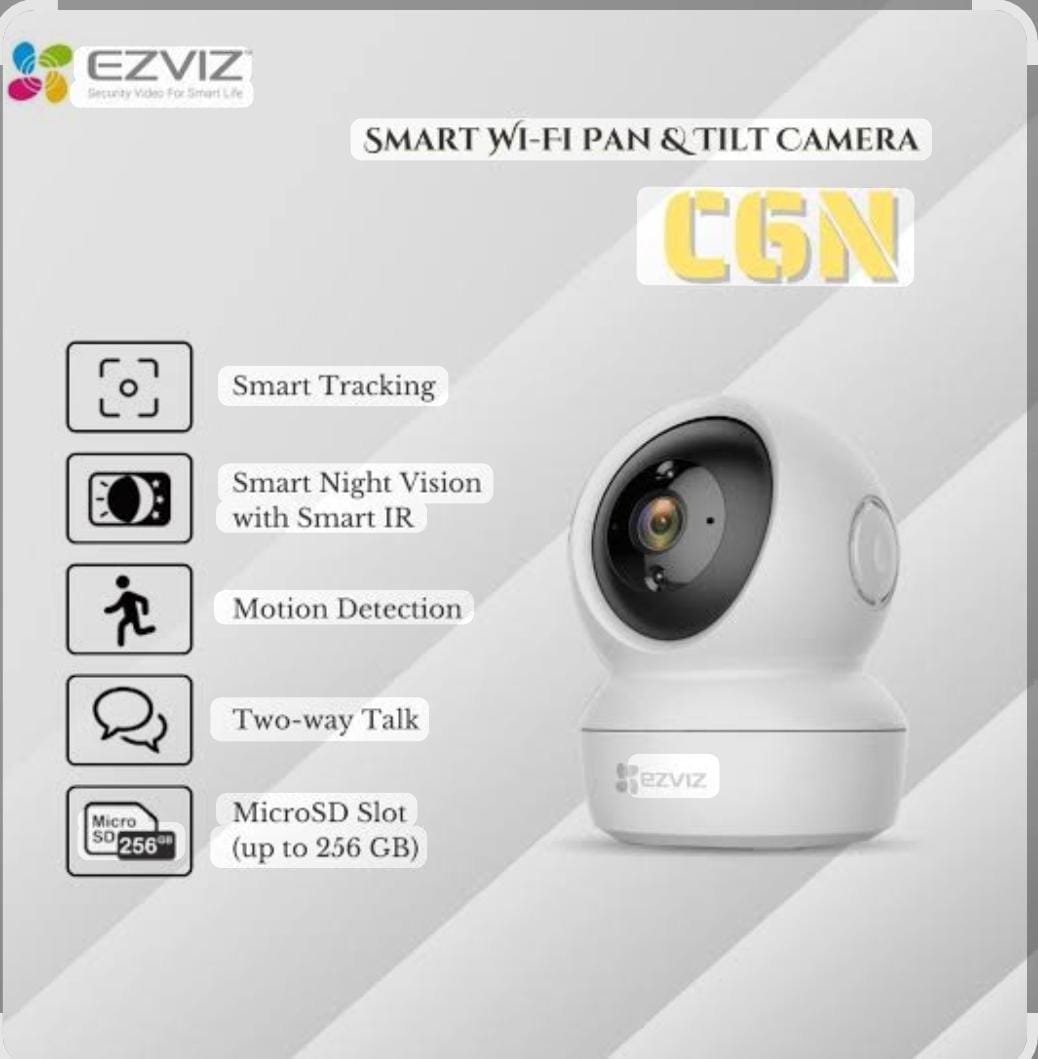 EZVIZ
Security Video For Smart Life
SMART WI-FI PAN & TILT CAMERA
C6N
Smart Tracking
Smart Night Vision
with Smart IR
Motion Detection
Two-way Talk
MicroSD Slot
(up to 256 GB)
Micro
SD
256GB
ezviz